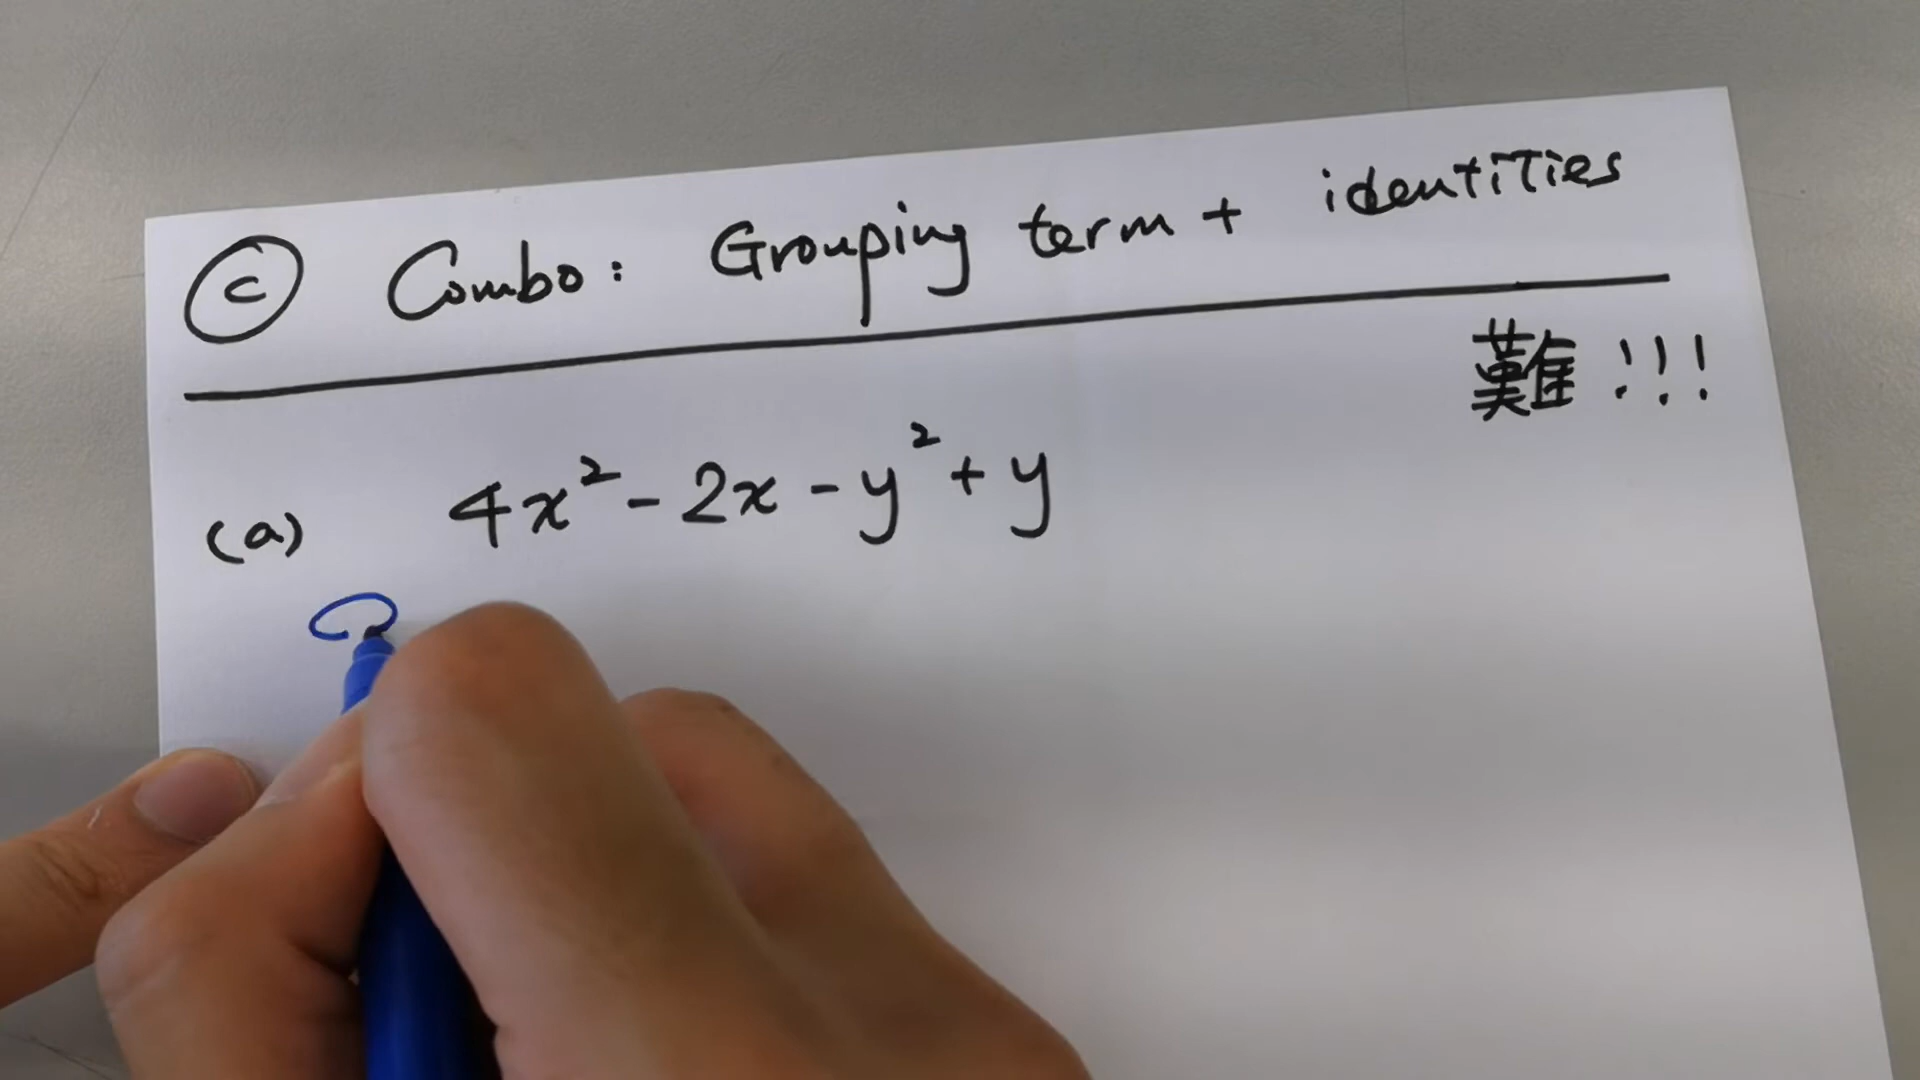 Ⓒ Combo: Grouping term + identities
難!!!
(a) 4x² - 2x - y² + y